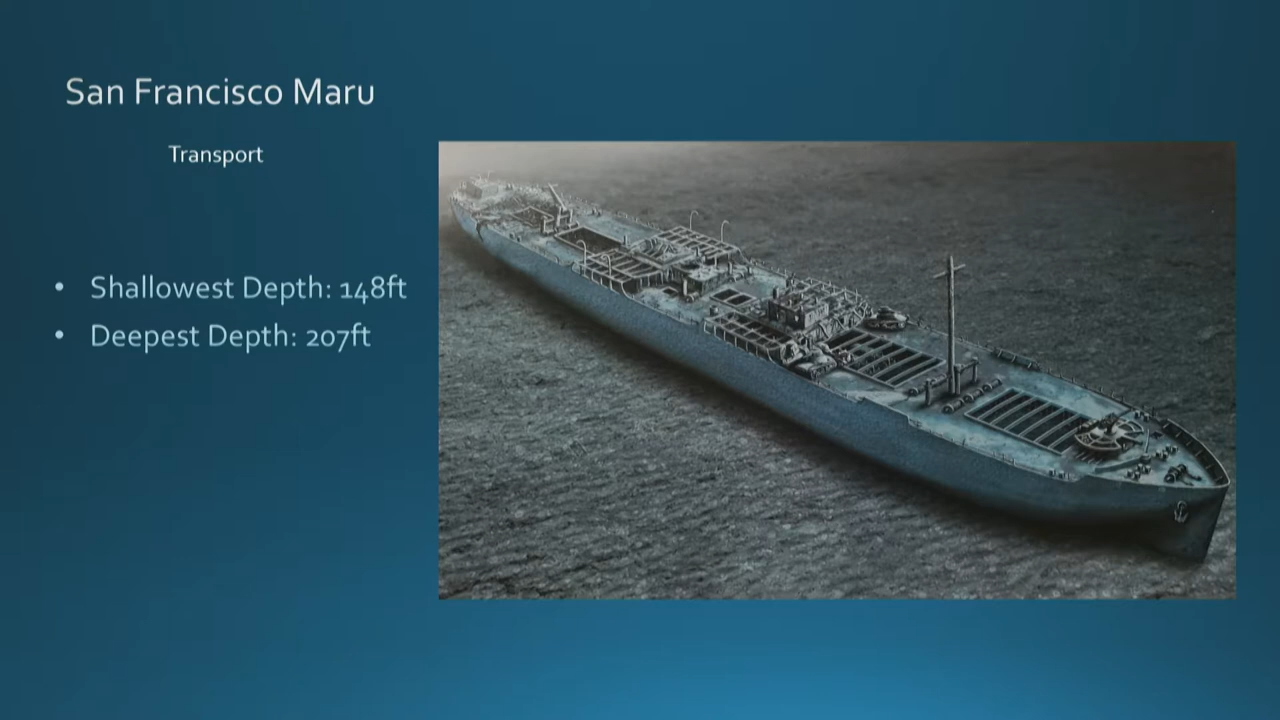 San Francisco Maru
Transport
• Shallowest Depth: 148ft
• Deepest Depth: 207ft